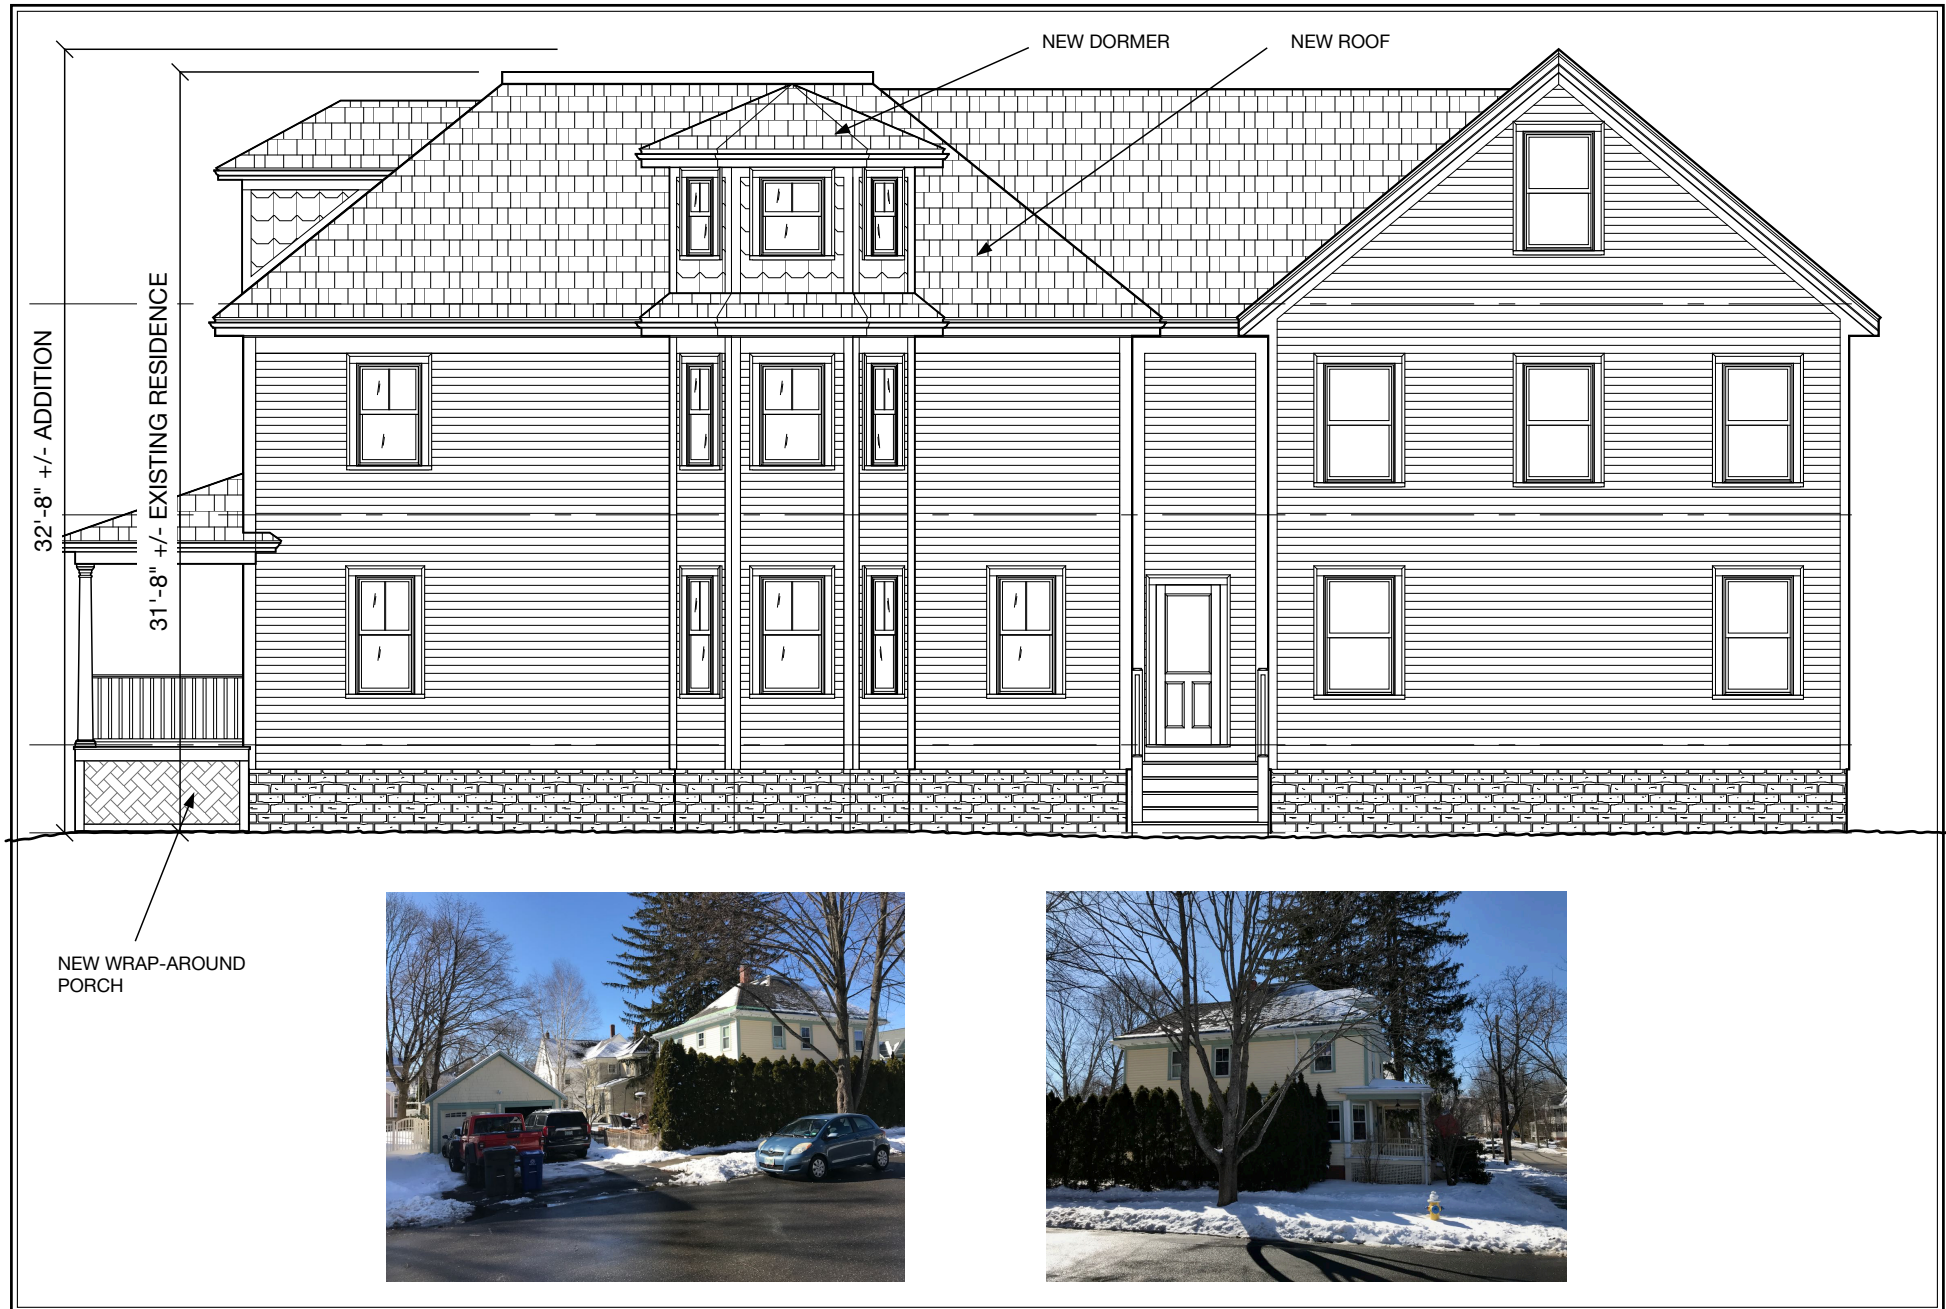 NEW DORMER
NEW ROOF
32'-8" +/- ADDITION
31'-8" +/- EXISTING RESIDENCE
NEW WRAP-AROUND
PORCH